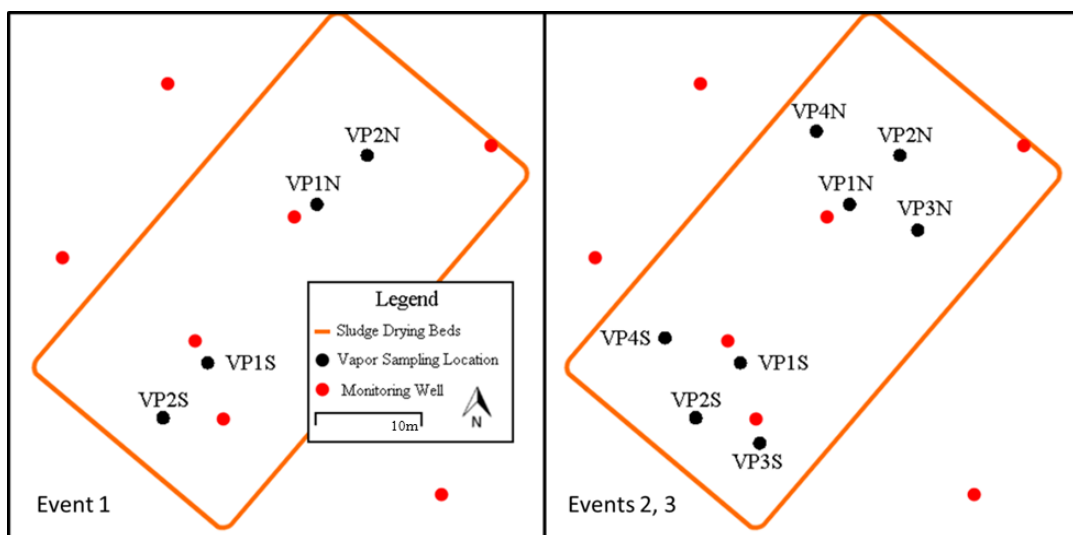 VP2N
VP1N
Legend
Sludge Drying Beds
Vapor Sampling Location
Monitoring Well
10m
N
VP1S
VP2S
Event 1
VP4N
VP2N
VP1N
VP3N
VP4S
VP1S
VP2S
VP3S
Events 2, 3